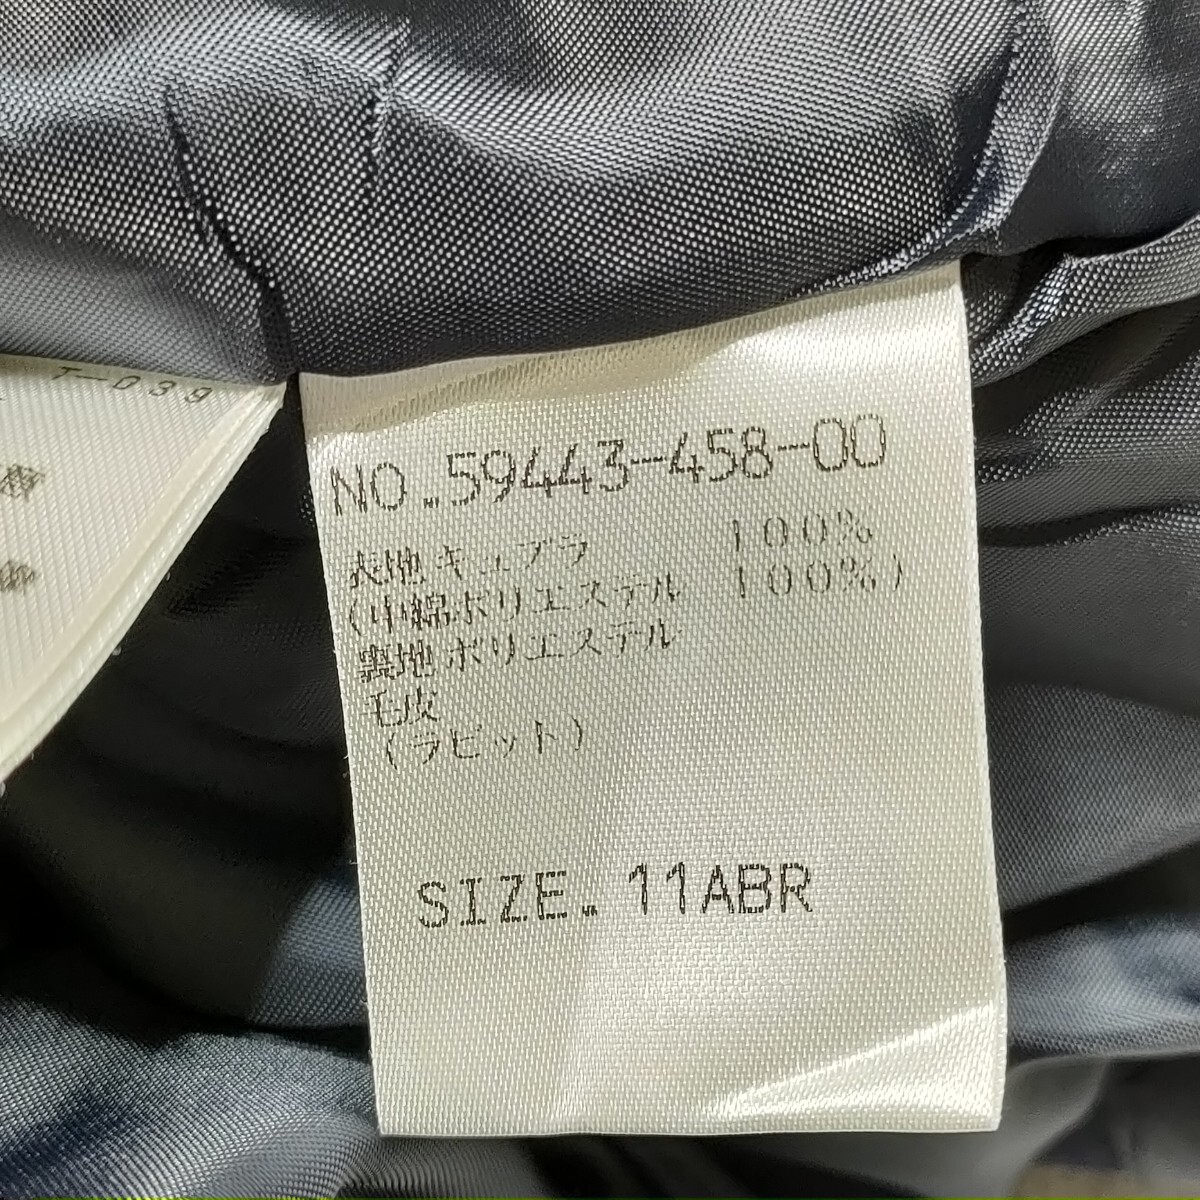 T-039
NO.59443-458-00
表地 キュプラ 100%
(中綿ポリエステル 100%)
裏地 ポリエステル
毛皮
(ラビット)
SIZE. 11ABR